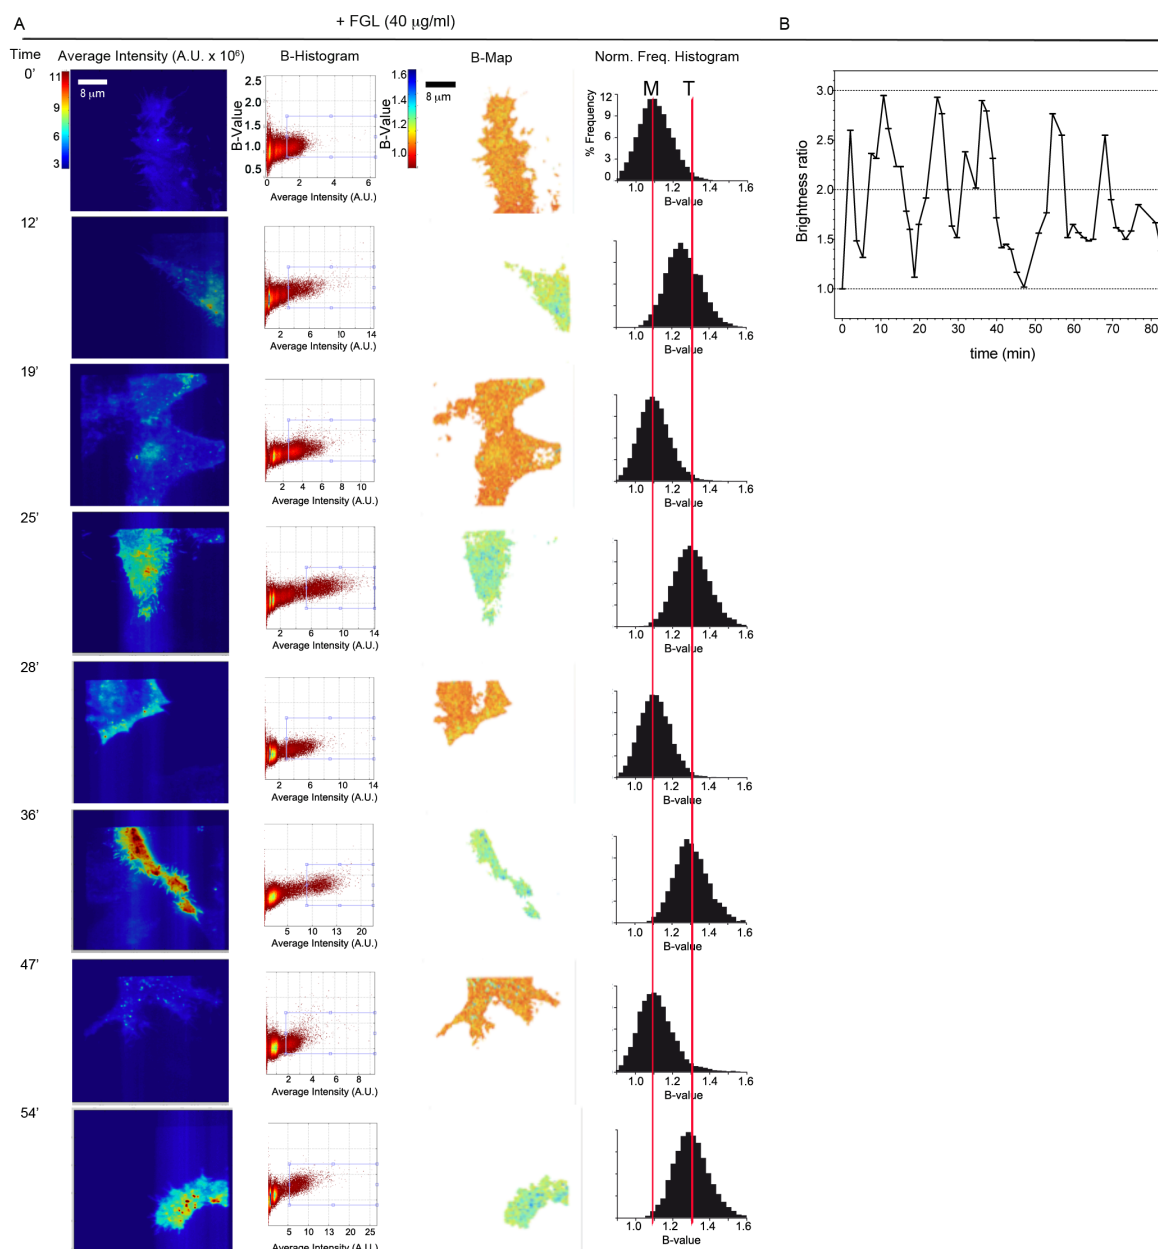 A
+ FGL (40 μg/ml)
B
Time
Average Intensity (A.U. x 10⁶)
B-Histogram
B-Map
Norm. Freq. Histogram
0'
11
9
6
3
8 μm
B-Value
2.5
2.0
1.5
1.0
0.5
0 2 4 6
Average Intensity (A.U.)
B-Value
1.6
1.4
1.2
1.0
8 μm
M T
% Frequency
12
9
6
3
0
1.0 1.2 1.4 1.6
B-value
Brightness ratio
3.0
2.0
1.0
0 10 20 30 40 50 60 70 80
time (min)
12'
2 6 8 10 14
Average Intensity (A.U.)
1.0 1.2 1.4 1.6
B-value
19'
2 4 6 8 10
Average Intensity (A.U.)
1.0 1.2 1.4 1.6
B-value
25'
2 6 8 10 14
Average Intensity (A.U.)
1.0 1.2 1.4 1.6
B-value
28'
2 6 8 12 14
Average Intensity (A.U.)
1.0 1.2 1.4 1.6
B-value
36'
5 10 13 20
Average Intensity (A.U.)
1.0 1.2 1.4 1.6
B-value
47'
2 6 8
Average Intensity (A.U.)
1.0 1.2 1.4 1.6
B-value
54'
5 10 13 20 25
Average Intensity (A.U.)
1.0 1.2 1.4 1.6
B-value